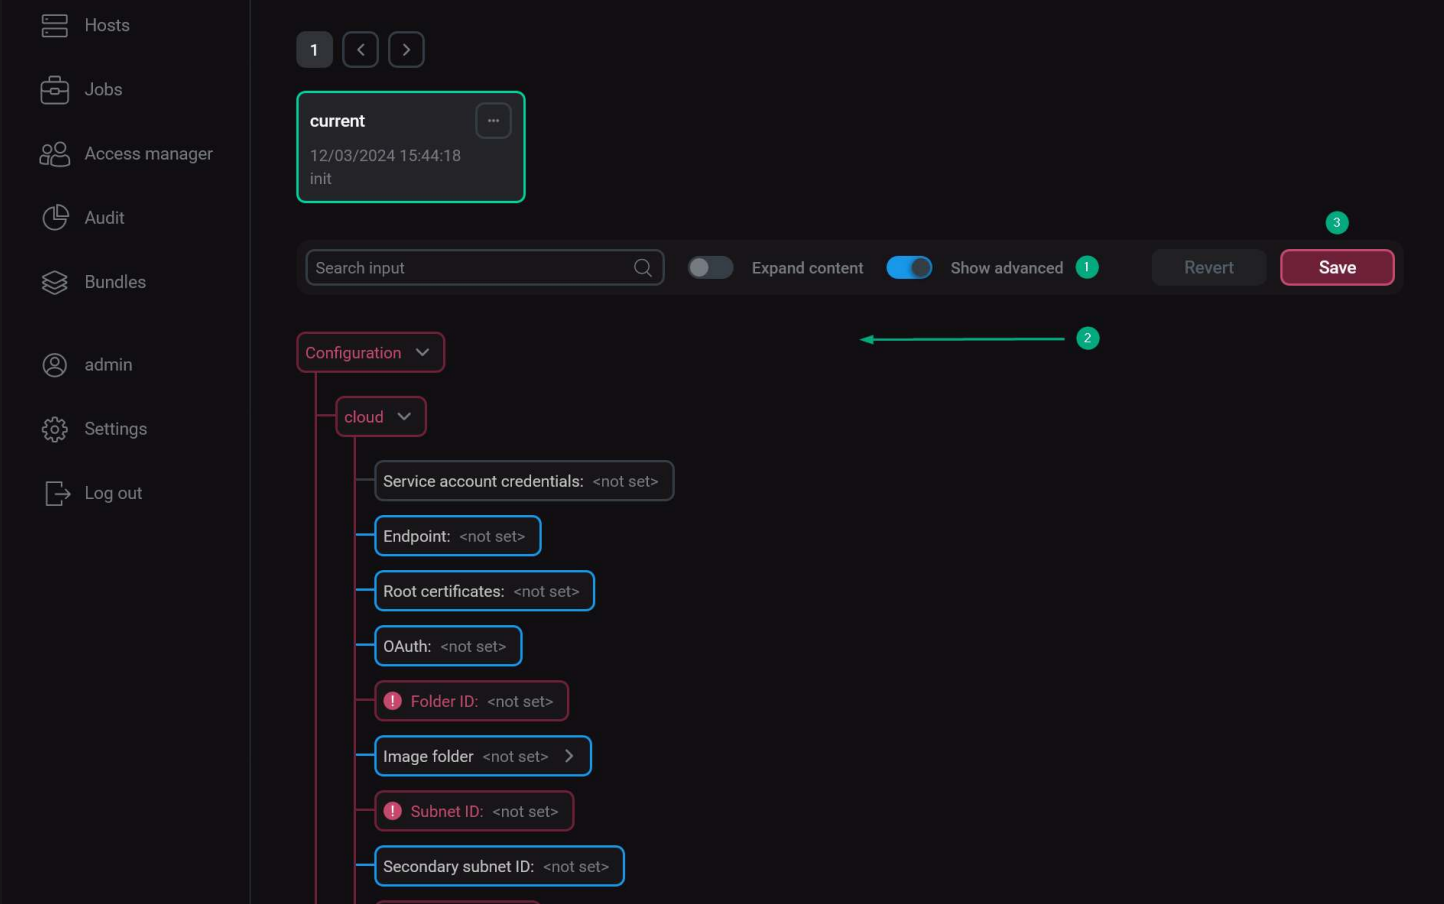 Hosts
Jobs
Access manager
Audit
Bundles
admin
Settings
Log out
1
current
12/03/2024 15:44:18
init
3
Search input
Expand content
Show advanced
1
Revert
Save
2
Configuration
cloud
Service account credentials: <not set>
Endpoint: <not set>
Root certificates: <not set>
OAuth: <not set>
! Folder ID: <not set>
Image folder <not set>
! Subnet ID: <not set>
Secondary subnet ID: <not set>